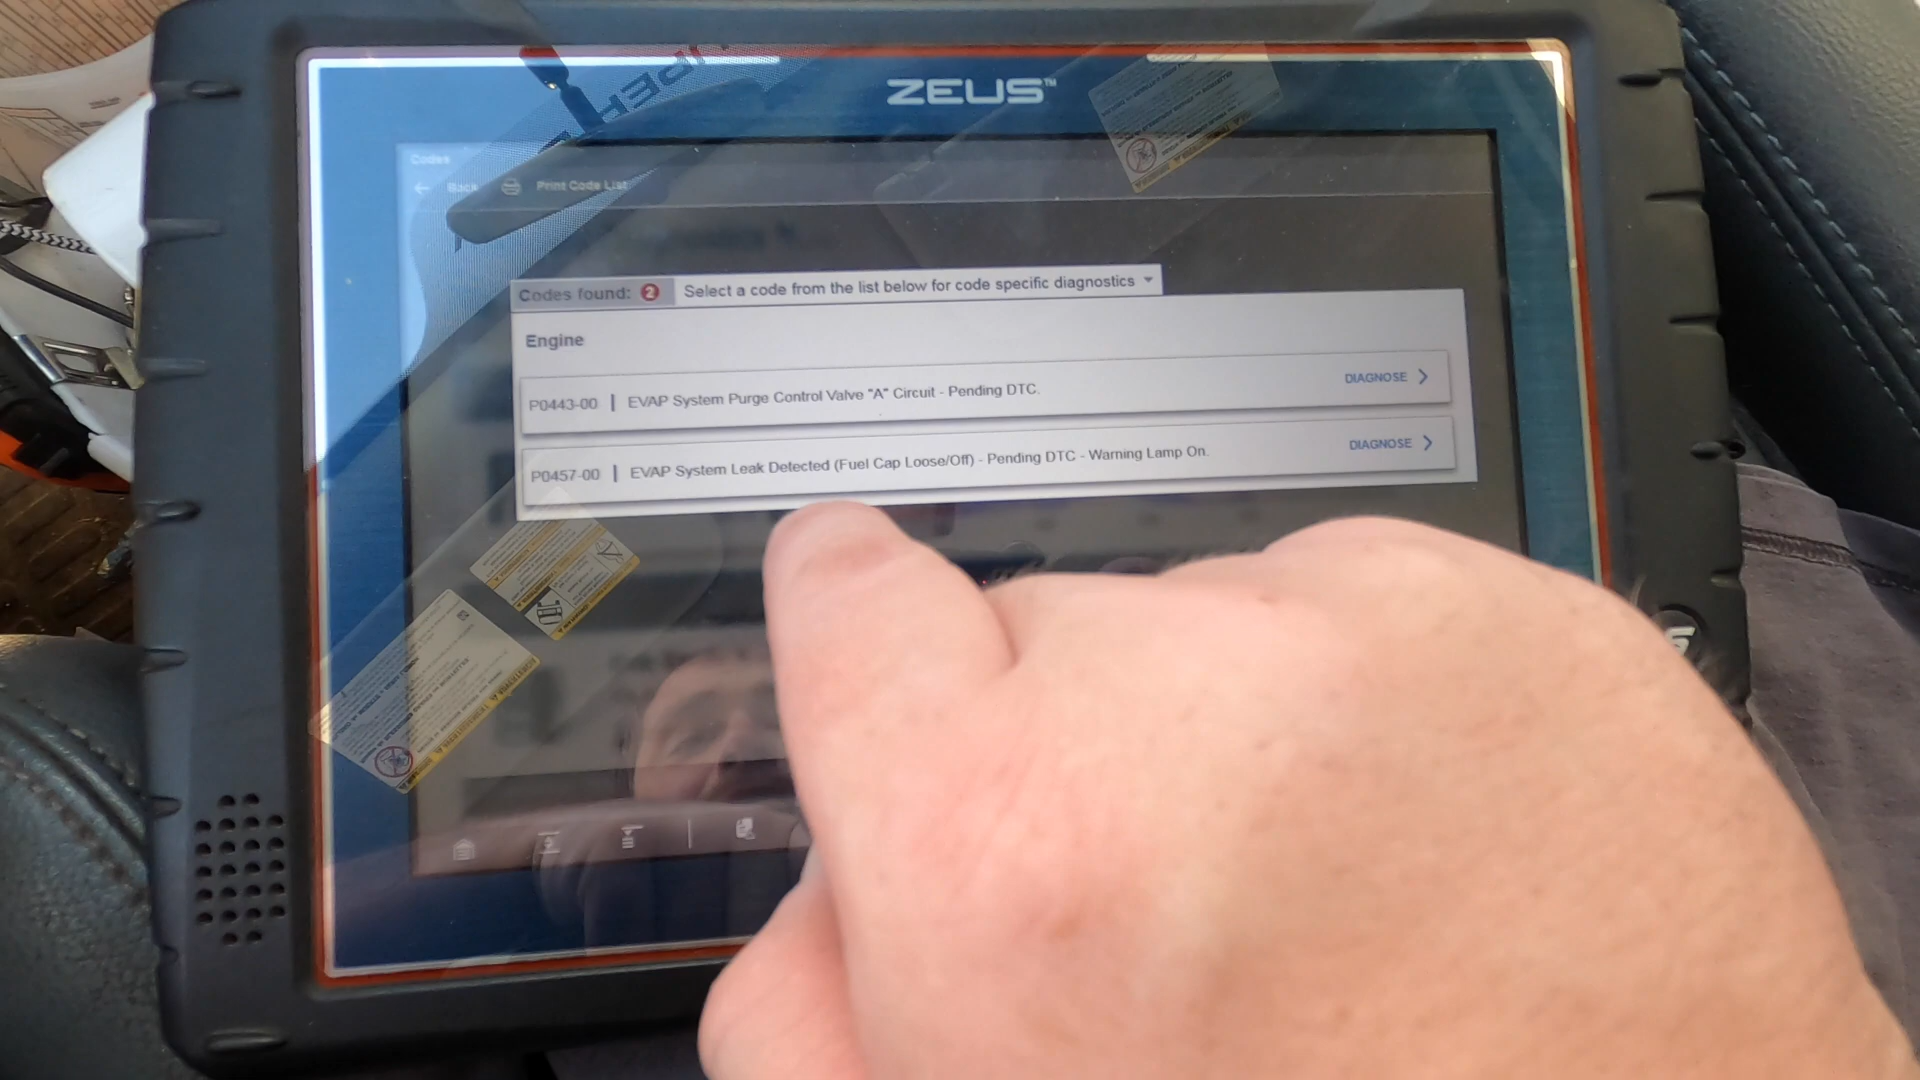 ZEUS™
Codes
Back Print Code List
Codes found: 2 Select a code from the list below for code specific diagnostics
Engine
P0443-00 | EVAP System Purge Control Valve "A" Circuit - Pending DTC. DIAGNOSE
P0457-00 | EVAP System Leak Detected (Fuel Cap Loose/Off) - Pending DTC - Warning Lamp On. DIAGNOSE